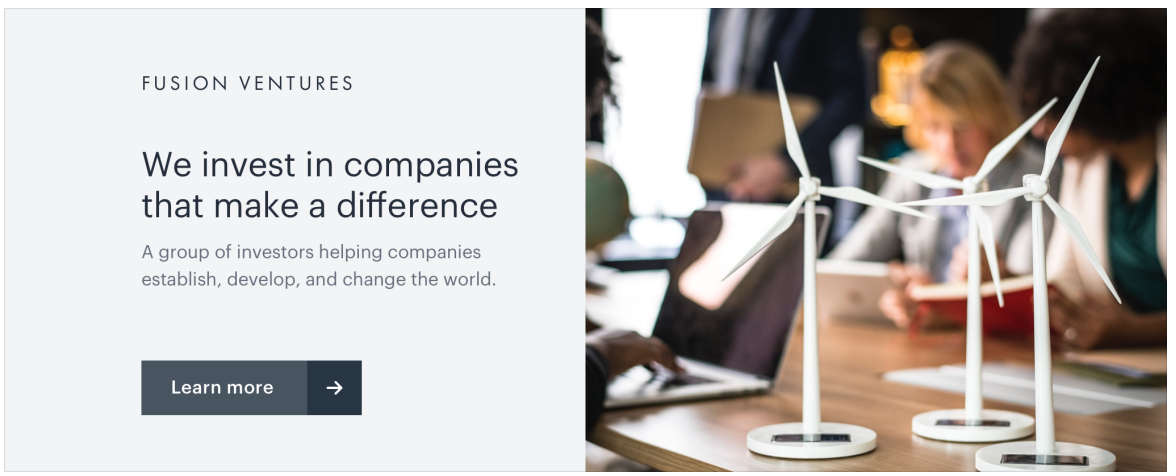 FUSION VENTURES
We invest in companies
that make a difference
A group of investors helping companies
establish, develop, and change the world.
Learn more